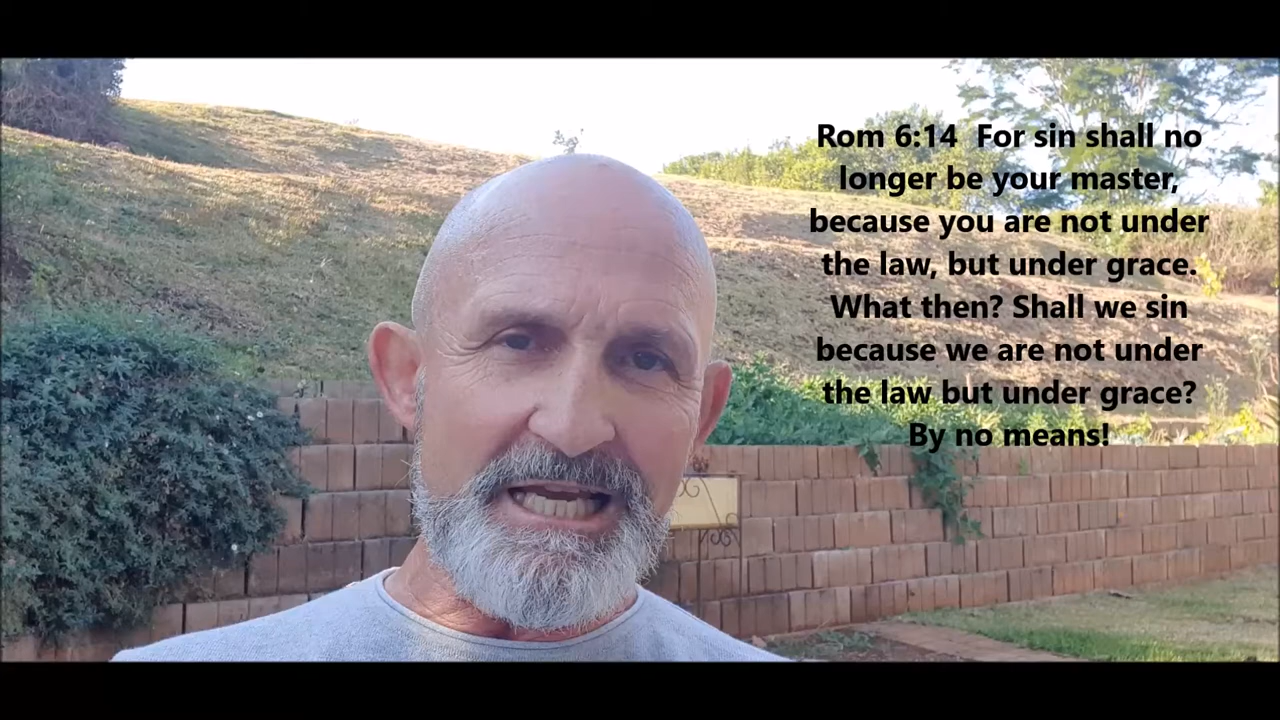 Rom 6:14  For sin shall no
longer be your master,
because you are not under
the law, but under grace.
What then? Shall we sin
because we are not under
the law but under grace?
By no means!